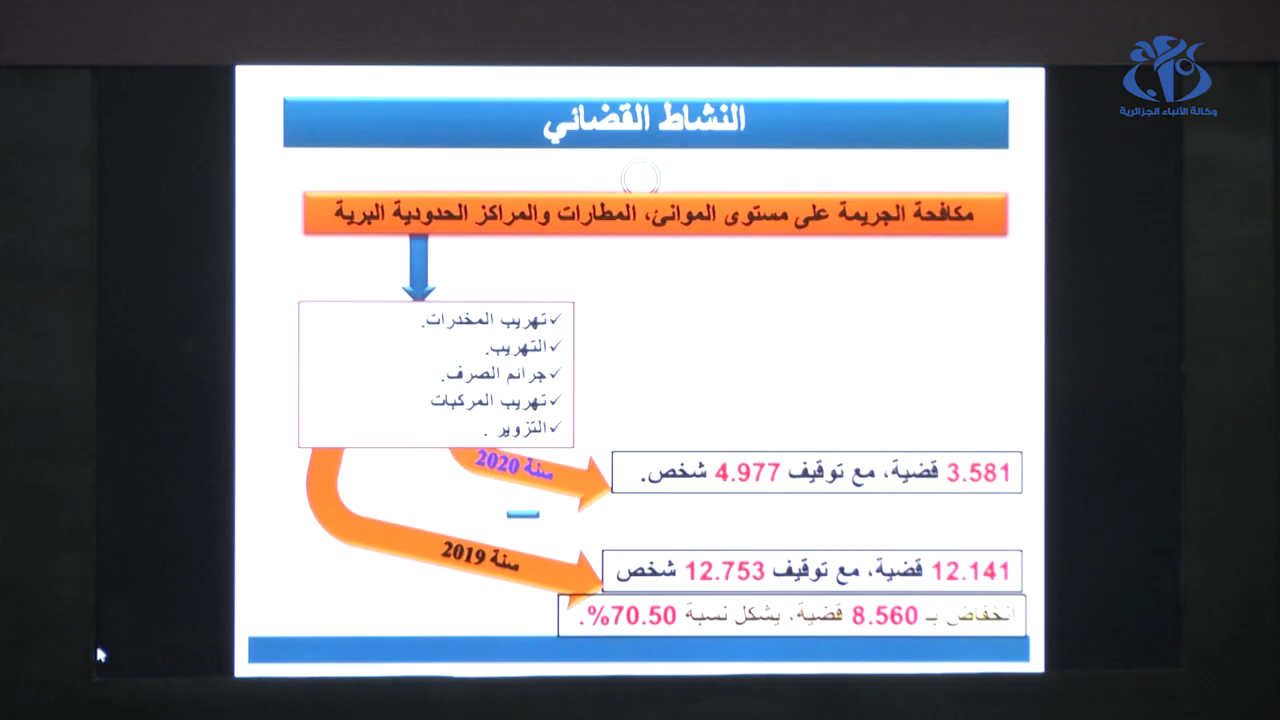 وكالة الأنباء الجزائرية
النشاط القضائي
مكافحة الجريمة على مستوى الموانئ، المطارات والمراكز الحدودية البرية
✓تهريب المخدرات.
✓التهريب.
✓جرائم الصرف.
✓تهريب المركبات
✓التزوير .
سنة 2020
3.581 قضية، مع توقيف 4.977 شخص.
سنة 2019
12.141 قضية، مع توقيف 12.753 شخص
انخفاض بـ 8.560 قضية، يشكل نسبة 70.50%.